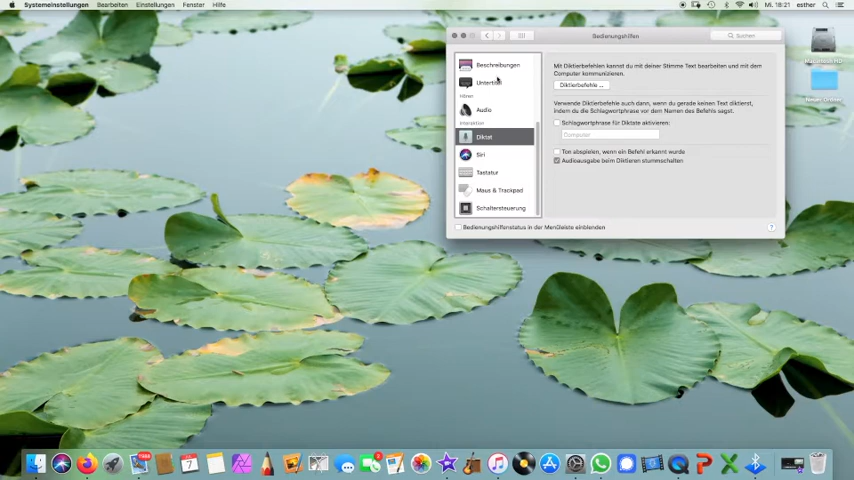 Systemeinstellungen Bearbeiten Einstellungen Fenster Hilfe
Mi. 18:21 esther
Bedienungshilfen
Suchen
Beschreibungen
Untertitel
Hören
Audio
Interaktion
Diktat
Siri
Tastatur
Maus & Trackpad
Schaltersteuerung
Mit Diktierbefehlen kannst du mit deiner Stimme Text bearbeiten und mit dem
Computer kommunizieren.
Diktierbefehle ...
Verwende Diktierbefehle auch dann, wenn du gerade keinen Text diktierst,
indem du die Schlagwortphrase vor dem Namen des Befehls sagst.
Schlagwortphrase für Diktate aktivieren:
Computer
Ton abspielen, wenn ein Befehl erkannt wurde
Audioausgabe beim Diktieren stummschalten
Bedienungshilfenstatus in der Menüleiste einblenden
?
Macintosh HD
Neuer Ordner
7